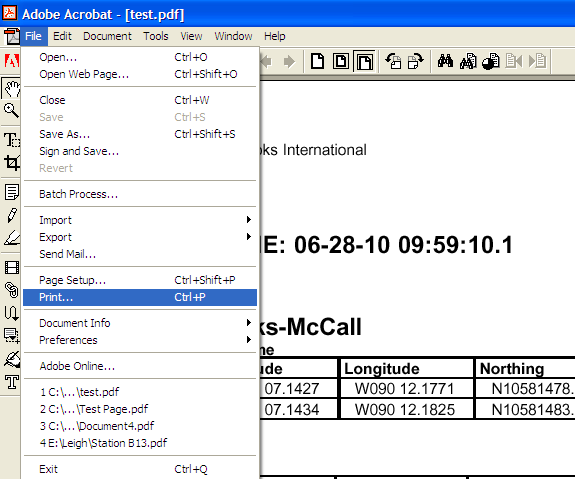 Adobe Acrobat - [test.pdf]
File Edit Document Tools View Window Help
Open... Ctrl+O
Open Web Page... Ctrl+Shift+O
Close Ctrl+W
Save Ctrl+S
Save As... Ctrl+Shift+S
Sign and Save...
Revert
Batch Process...
Import
Export
Send Mail...
Page Setup... Ctrl+Shift+P
Print... Ctrl+P
Document Info
Preferences
Adobe Online...
1 C:\...\test.pdf
2 C:\...\Test Page.pdf
3 C:\...\Document4.pdf
4 E:\Leigh\Station B13.pdf
Exit Ctrl+Q
ks International
E: 06-28-10 09:59:10.1
ks-McCall
me
ude Longitude Northing
07.1427 W090 12.1771 N10581478.
07.1434 W090 12.1825 N10581483.